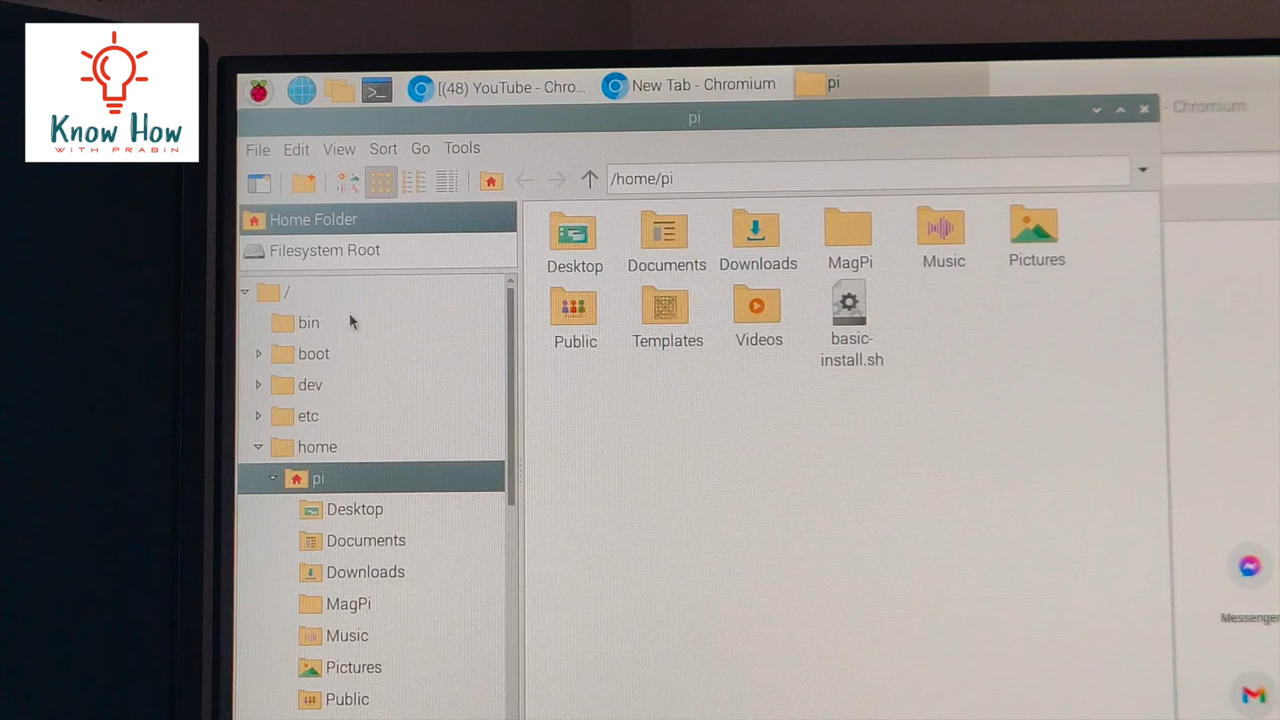 Know How
WITH PRABIN
[(48) YouTube - Chro...
New Tab - Chromium
pi
- Chromium
pi
File Edit View Sort Go Tools
/home/pi
Home Folder
Filesystem Root
/
bin
boot
dev
etc
home
pi
Desktop
Documents
Downloads
MagPi
Music
Pictures
Public
Desktop Documents Downloads MagPi Music Pictures
Public Templates Videos basic-
install.sh
Messenger